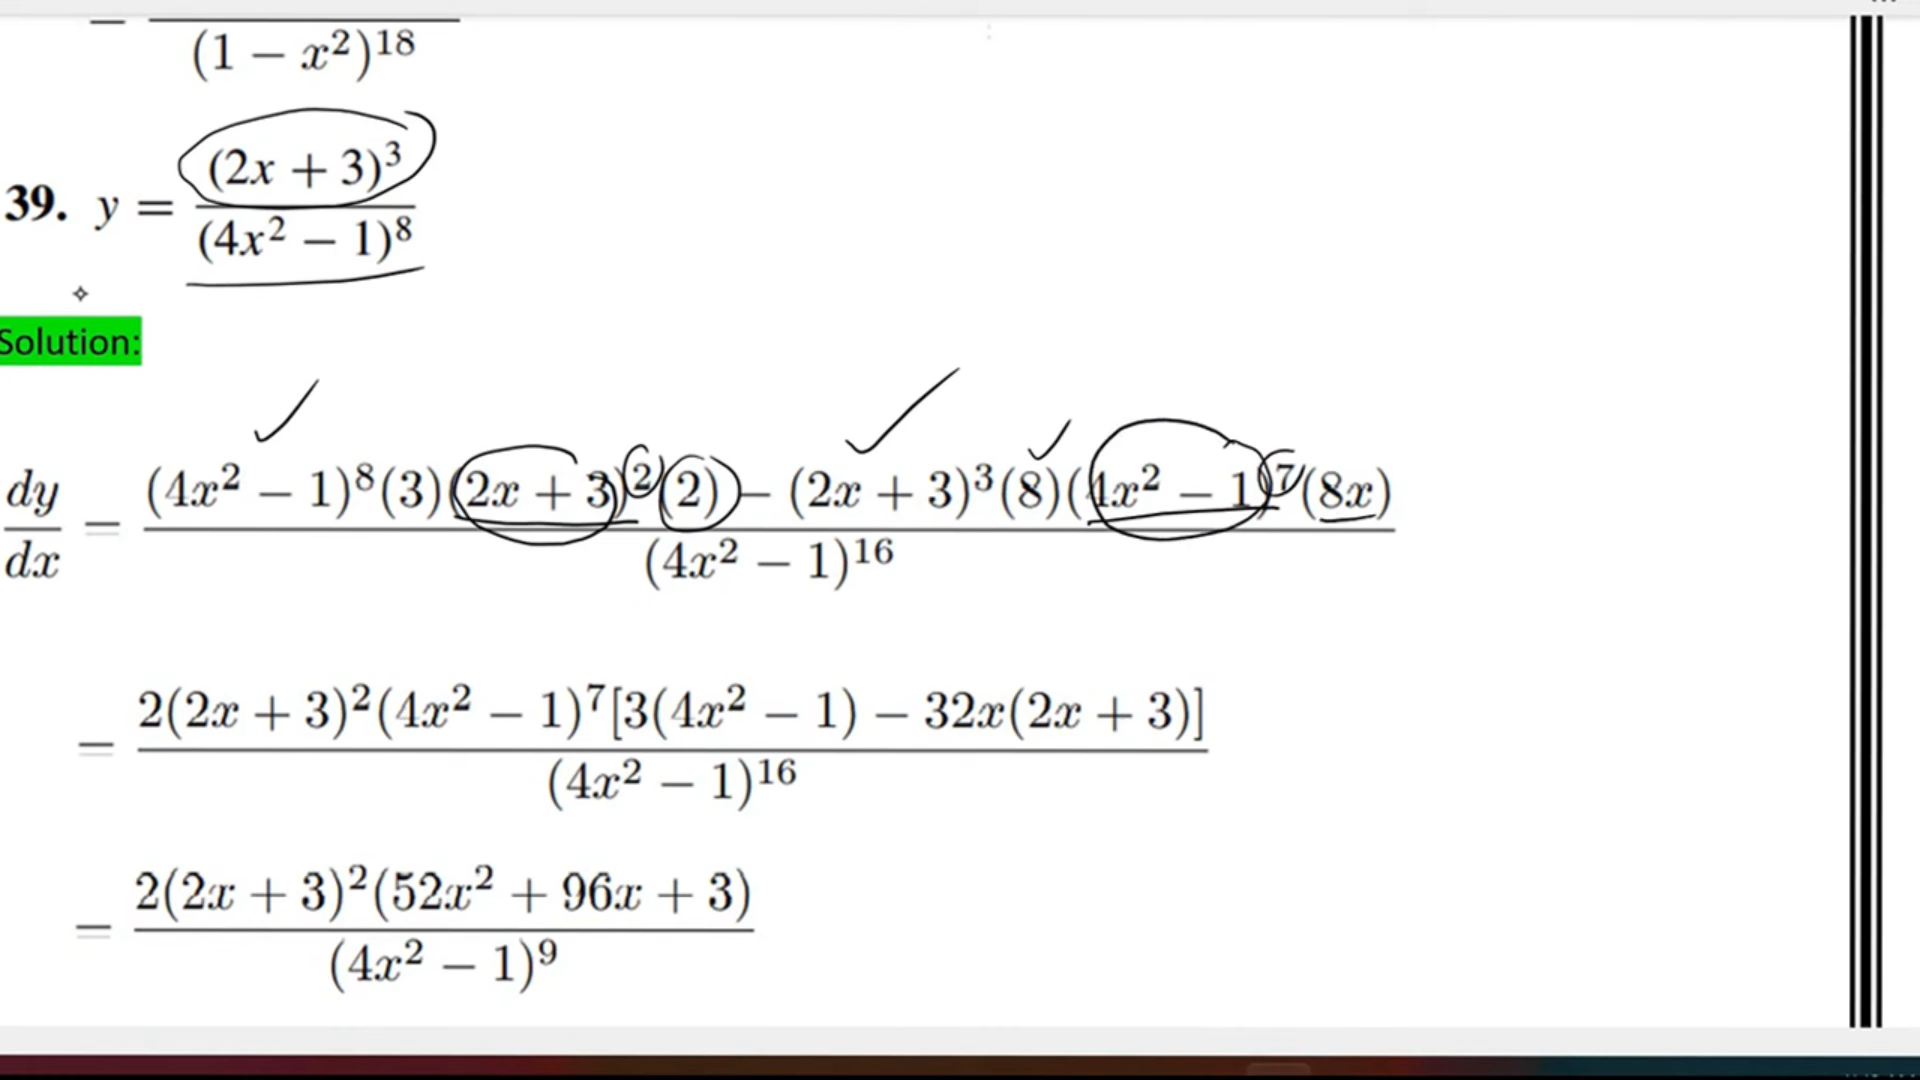 = (1 − x²)¹⁸
39. y = (2x + 3)³ / (4x² − 1)⁸
Solution:
dy/dx = (4x² − 1)⁸(3)(2x + 3)²(2) − (2x + 3)³(8)(4x² − 1)⁷(8x) / (4x² − 1)¹⁶
= 2(2x + 3)²(4x² − 1)⁷[3(4x² − 1) − 32x(2x + 3)] / (4x² − 1)¹⁶
= 2(2x + 3)²(52x² + 96x + 3) / (4x² − 1)⁹